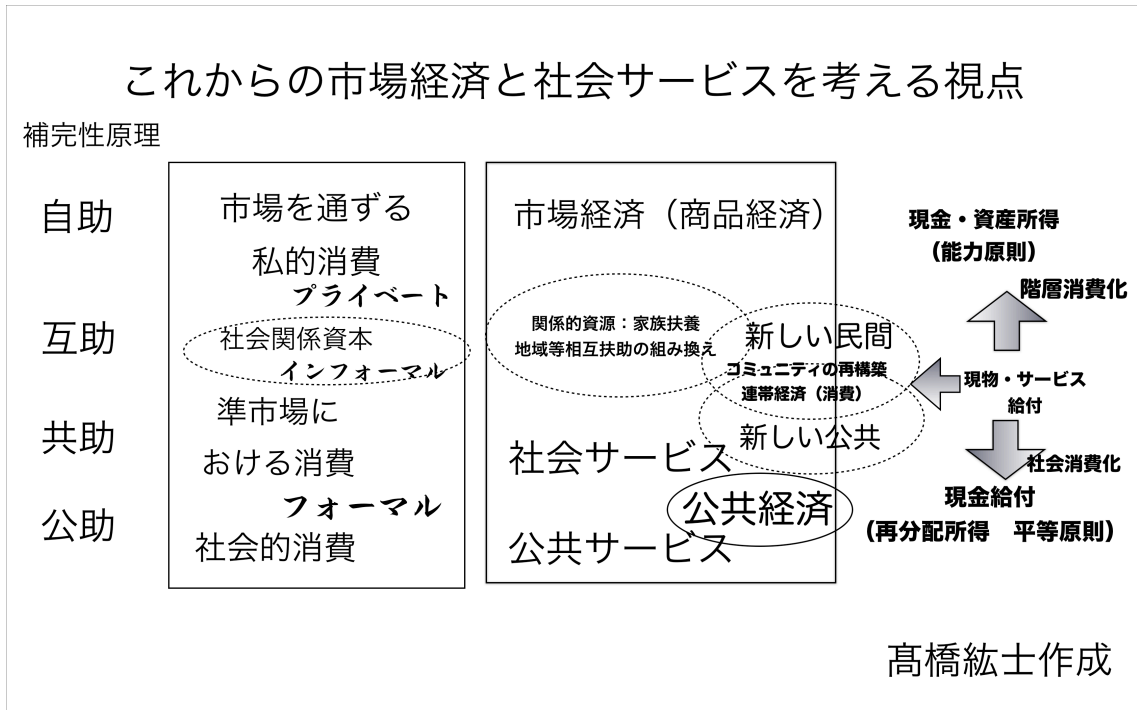 これからの市場経済と社会サービスを考える視点
補完性原理
自助
互助
共助
公助
市場を通ずる
私的消費
プライベート
社会関係資本
インフォーマル
準市場に
おける消費
フォーマル
社会的消費
市場経済（商品経済）
関係的資源：家族扶養
地域等相互扶助の組み換え
新しい民間
コミュニティの再構築
連帯経済（消費）
新しい公共
社会サービス
公共経済
公共サービス
現金・資産所得
（能力原則）
階層消費化
現物・サービス
給付
社会消費化
現金給付
（再分配所得　平等原則）
髙橋紘士作成